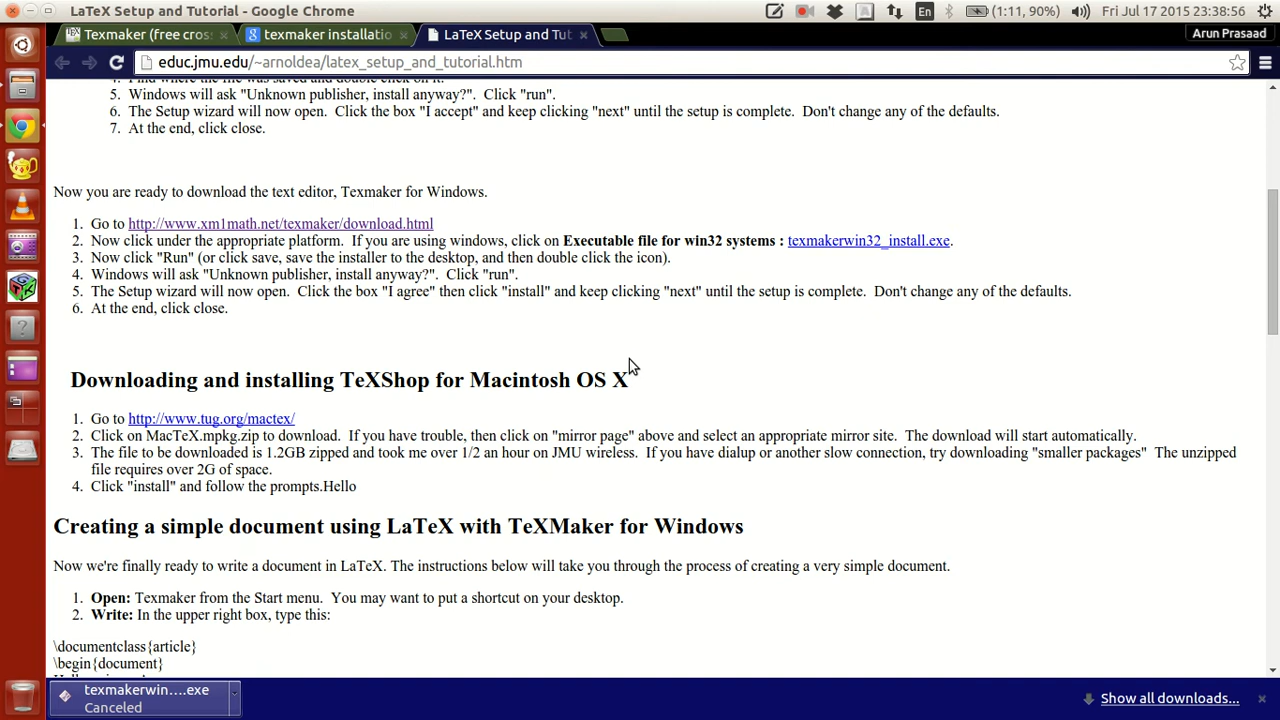 LaTeX Setup and Tutorial - Google Chrome
En
(1:11, 90%)
Fri Jul 17 2015 23:38:56
Texmaker (free cros
texmaker installatio
LaTeX Setup and Tut
Arun Prasaad
educ.jmu.edu/~arnoldea/latex_setup_and_tutorial.htm
4. Find where the file was saved and double click on it.
5. Windows will ask "Unknown publisher, install anyway?". Click "run".
6. The Setup wizard will now open. Click the box "I accept" and keep clicking "next" until the setup is complete. Don't change any of the defaults.
7. At the end, click close.
Now you are ready to download the text editor, Texmaker for Windows.
1. Go to http://www.xm1math.net/texmaker/download.html
2. Now click under the appropriate platform. If you are using windows, click on Executable file for win32 systems : texmakerwin32_install.exe.
3. Now click "Run" (or click save, save the installer to the desktop, and then double click the icon).
4. Windows will ask "Unknown publisher, install anyway?". Click "run".
5. The Setup wizard will now open. Click the box "I agree" then click "install" and keep clicking "next" until the setup is complete. Don't change any of the defaults.
6. At the end, click close.
Downloading and installing TeXShop for Macintosh OS X
1. Go to http://www.tug.org/mactex/
2. Click on MacTeX.mpkg.zip to download. If you have trouble, then click on "mirror page" above and select an appropriate mirror site. The download will start automatically.
3. The file to be downloaded is 1.2GB zipped and took me over 1/2 an hour on JMU wireless. If you have dialup or another slow connection, try downloading "smaller packages" The unzipped
file requires over 2G of space.
4. Click "install" and follow the prompts.Hello
Creating a simple document using LaTeX with TeXMaker for Windows
Now we're finally ready to write a document in LaTeX. The instructions below will take you through the process of creating a very simple document.
1. Open: Texmaker from the Start menu. You may want to put a shortcut on your desktop.
2. Write: In the upper right box, type this:
\documentclass{article}
\begin{document}
texmakerwin....exe
Canceled
Show all downloads...